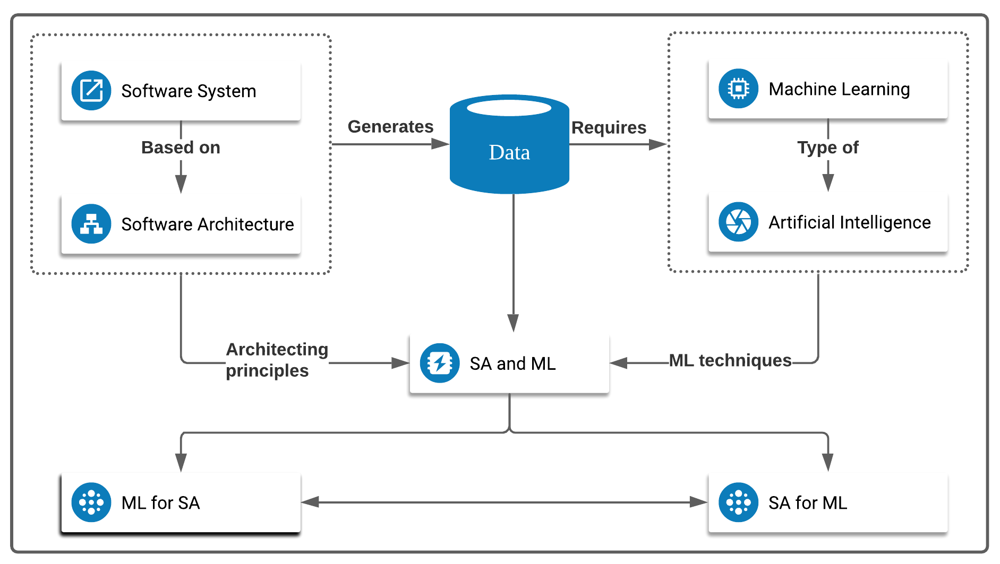 Software System
Machine Learning
Generates
Requires
Based on
Data
Type of
Software Architecture
Artificial Intelligence
Architecting
principles
SA and ML
ML techniques
ML for SA
SA for ML